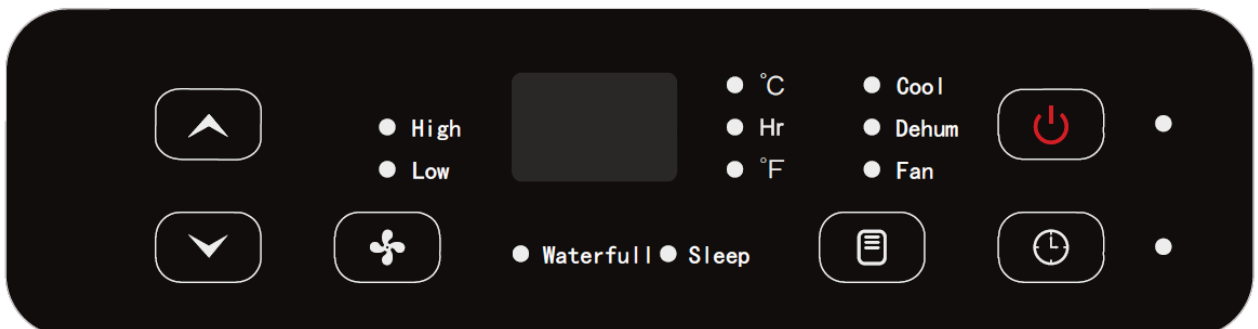 High
Low
°C
Hr
°F
Cool
Dehum
Fan
Waterfull
Sleep